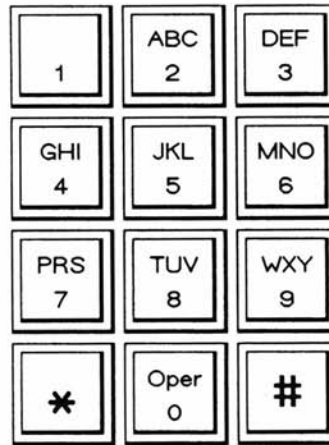 ABC DEF
1 2 3
GHI JKL MNO
4 5 6
PRS TUV WXY
7 8 9
Oper
* 0 #